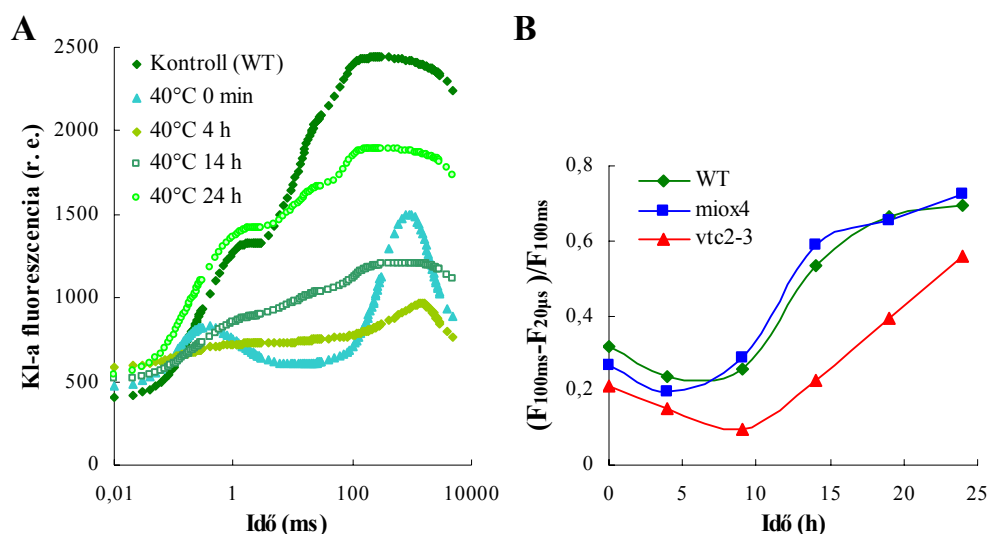 A
Kl-a fluoreszcencia (r. e.)
2500
2000
1500
1000
500
0
0,01
1
100
10000
Idő (ms)
Kontroll (WT)
40°C 0 min
40°C 4 h
40°C 14 h
40°C 24 h
B
(F100ms-F20µs)/F100ms
0,8
0,6
0,4
0,2
0
0
5
10
15
20
25
Idő (h)
WT
miox4
vtc2-3